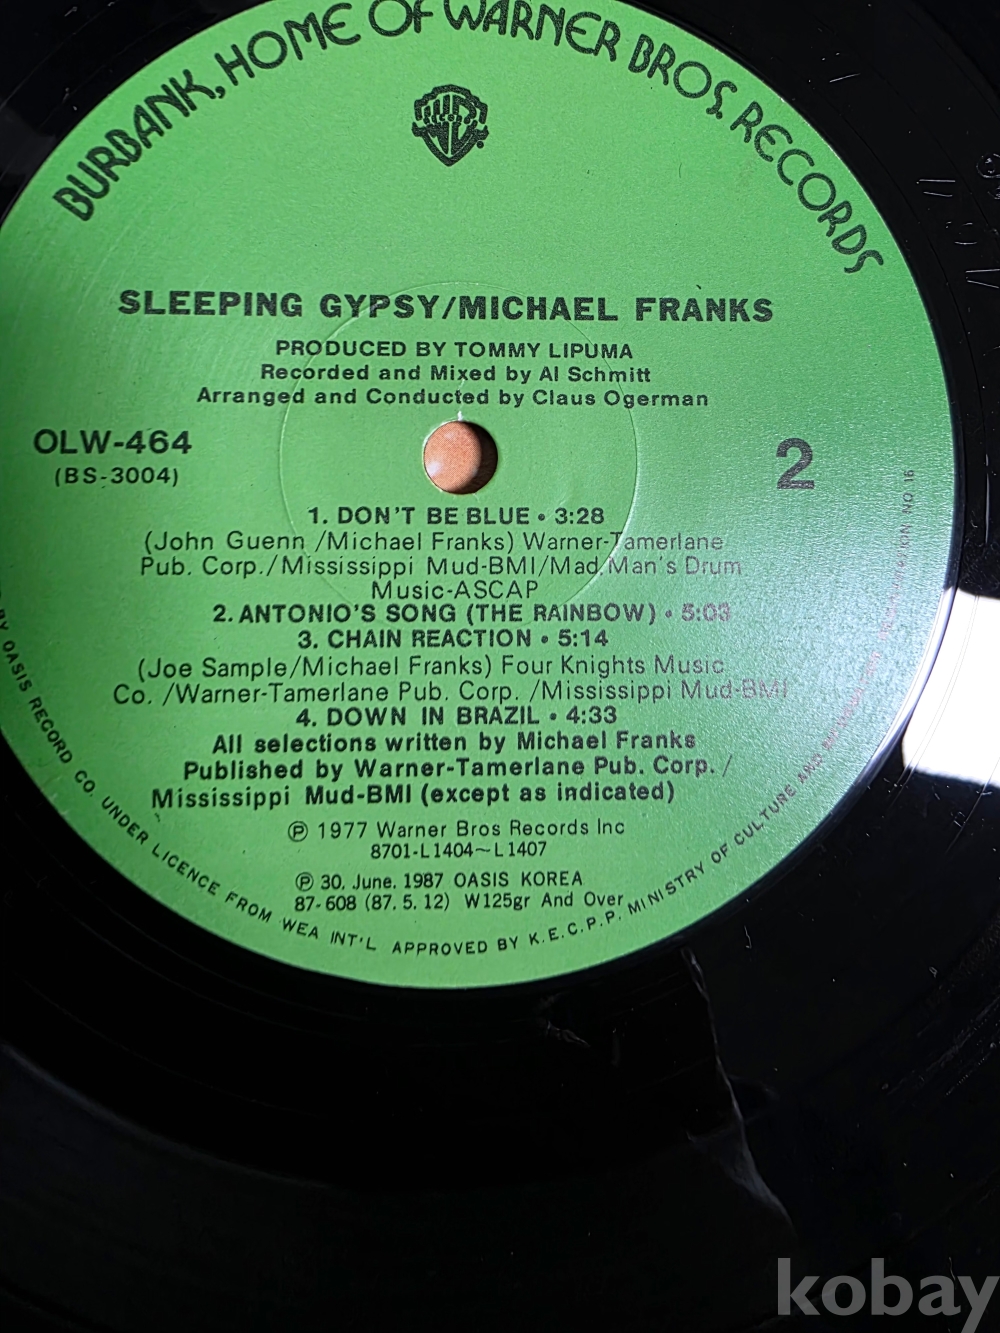 BURBANK, HOME OF WARNER BROS. RECORDS
SLEEPING GYPSY/MICHAEL FRANKS
PRODUCED BY TOMMY LIPUMA
Recorded and Mixed by Al Schmitt
Arranged and Conducted by Claus Ogerman
OLW-464
(BS-3004)
2
1. DON'T BE BLUE • 3:28
(John Guenn /Michael Franks) Warner-Tamerlane
Pub. Corp./Mississippi Mud-BMI/Mad Man's Drum
Music-ASCAP
2. ANTONIO'S SONG (THE RAINBOW) • 5:03
3. CHAIN REACTION • 5:14
(Joe Sample/Michael Franks) Four Knights Music
Co. /Warner-Tamerlane Pub. Corp. /Mississippi Mud-BMI
4. DOWN IN BRAZIL • 4:33
All selections written by Michael Franks
Published by Warner-Tamerlane Pub. Corp. /
Mississippi Mud-BMI (except as indicated)
℗ 1977 Warner Bros Records Inc
8701-L1404~L1407
℗ 30. June. 1987 OASIS KOREA
87-608 (87. 5. 12) W125gr And Over
BY OASIS RECORD CO. UNDER LICENCE FROM WEA INT'L APPROVED BY K.E.C.P.P. MINISTRY OF CULTURE AND NO 16
kobay